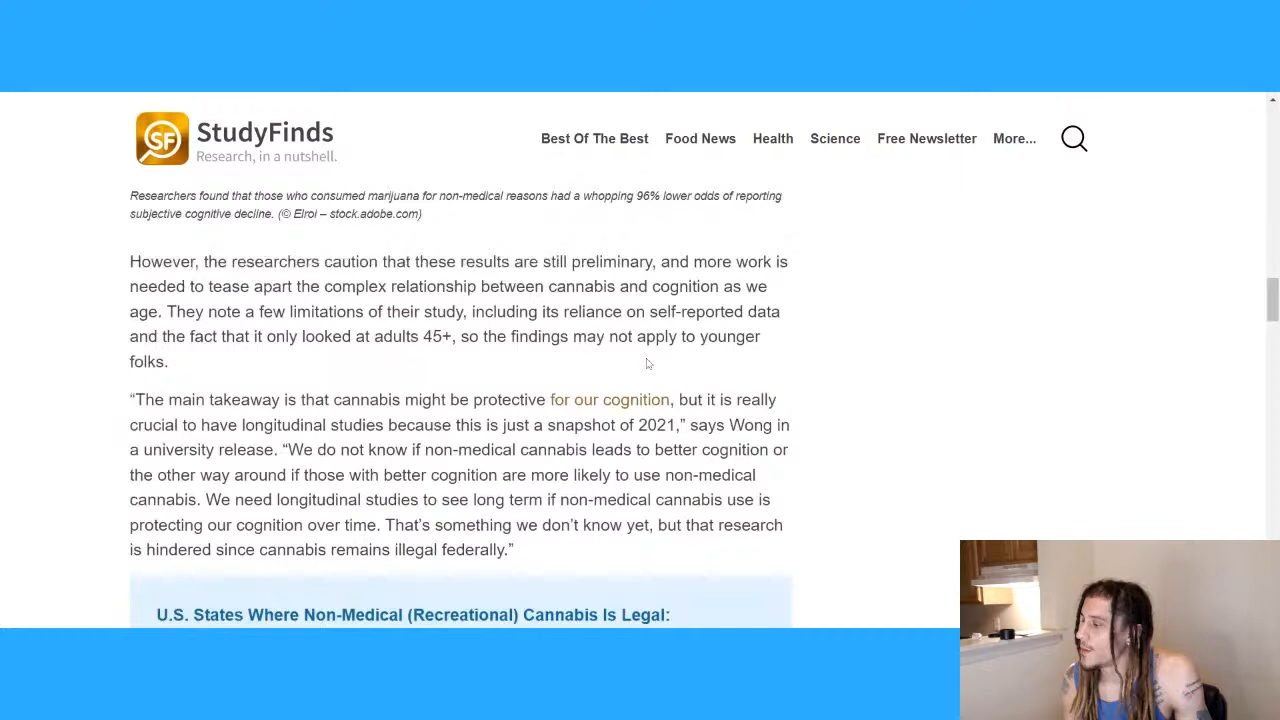 StudyFinds
Research, in a nutshell.
Best Of The Best Food News Health Science Free Newsletter More...
Researchers found that those who consumed marijuana for non-medical reasons had a whopping 96% lower odds of reporting
subjective cognitive decline. (© Elroi – stock.adobe.com)
However, the researchers caution that these results are still preliminary, and more work is
needed to tease apart the complex relationship between cannabis and cognition as we
age. They note a few limitations of their study, including its reliance on self-reported data
and the fact that it only looked at adults 45+, so the findings may not apply to younger
folks.
“The main takeaway is that cannabis might be protective for our cognition, but it is really
crucial to have longitudinal studies because this is just a snapshot of 2021,” says Wong in
a university release. “We do not know if non-medical cannabis leads to better cognition or
the other way around if those with better cognition are more likely to use non-medical
cannabis. We need longitudinal studies to see long term if non-medical cannabis use is
protecting our cognition over time. That’s something we don’t know yet, but that research
is hindered since cannabis remains illegal federally.”
U.S. States Where Non-Medical (Recreational) Cannabis Is Legal: